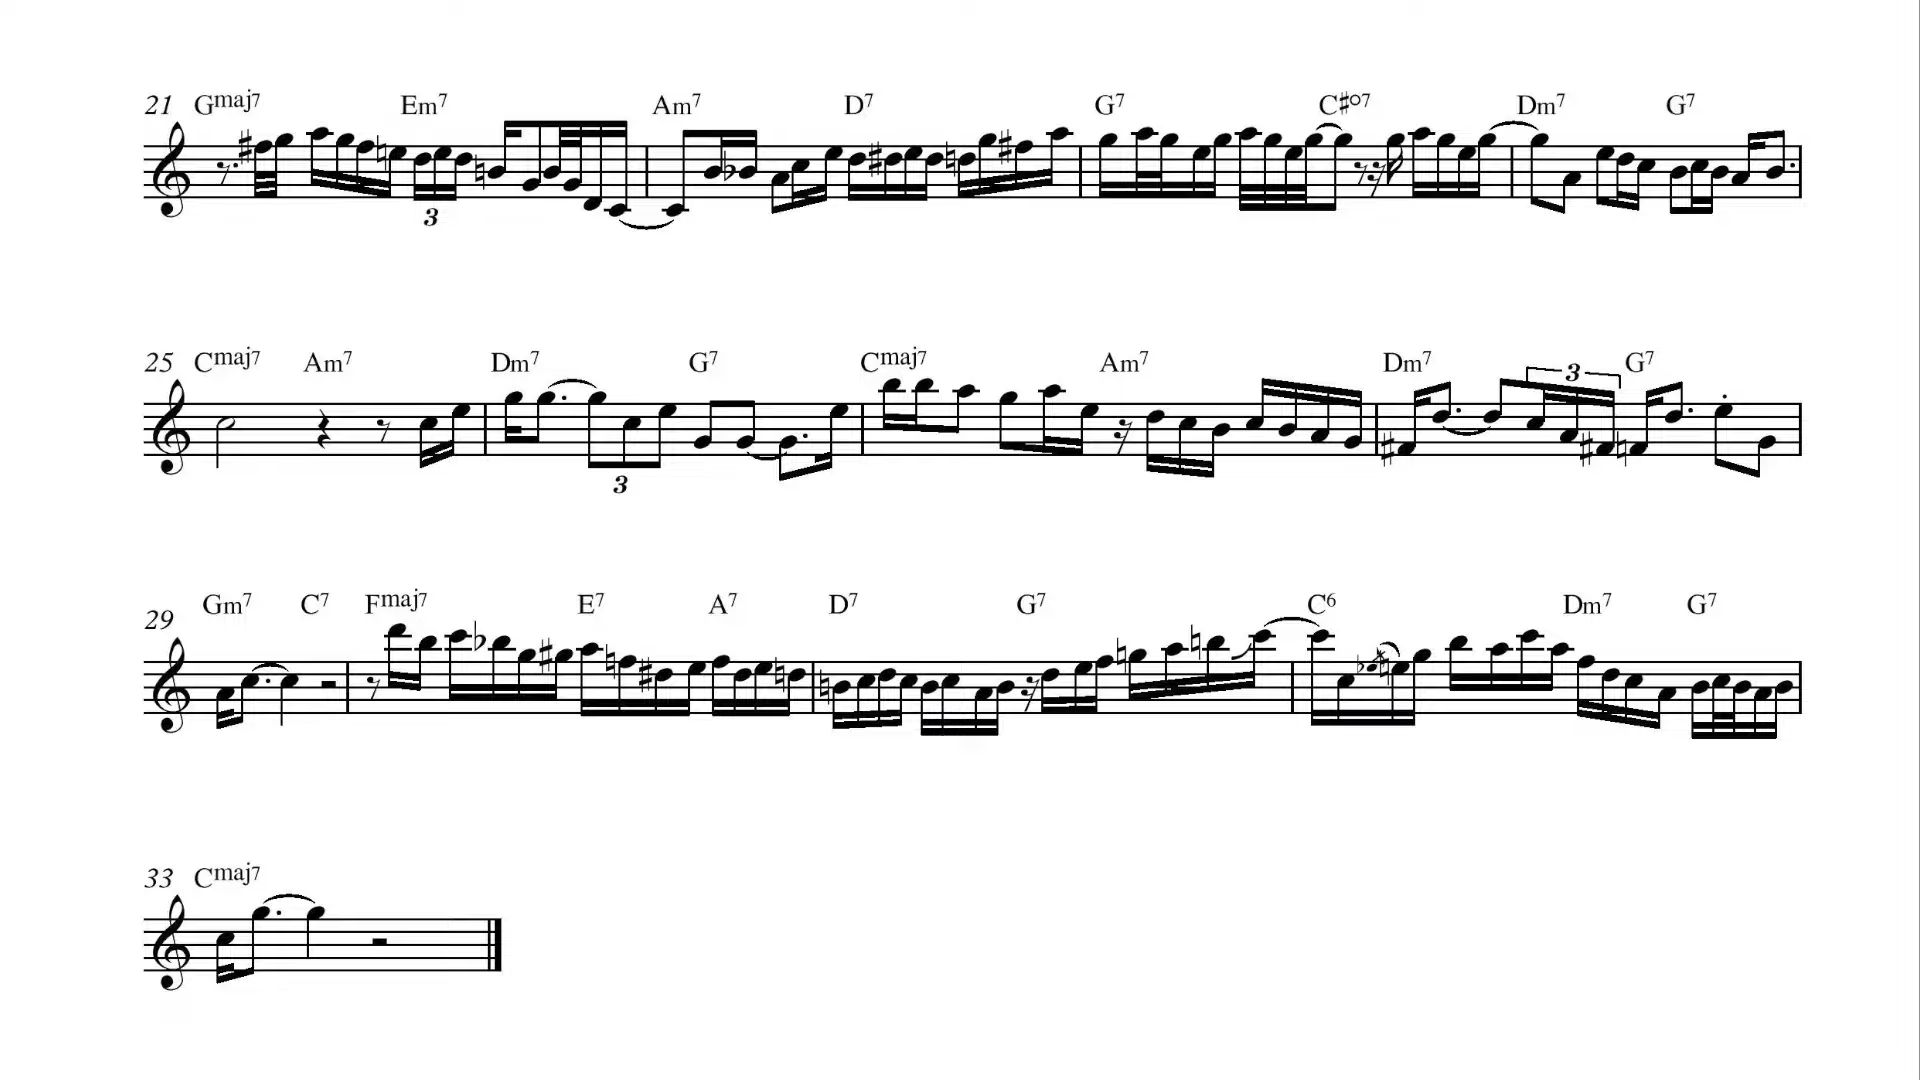 21 Gmaj7 Em7 Am7 D7 G7 C♯o7 Dm7 G7
3
25 Cmaj7 Am7 Dm7 G7 Cmaj7 Am7 Dm7 3 G7
3
29 Gm7 C7 Fmaj7 E7 A7 D7 G7 C6 Dm7 G7
33 Cmaj7